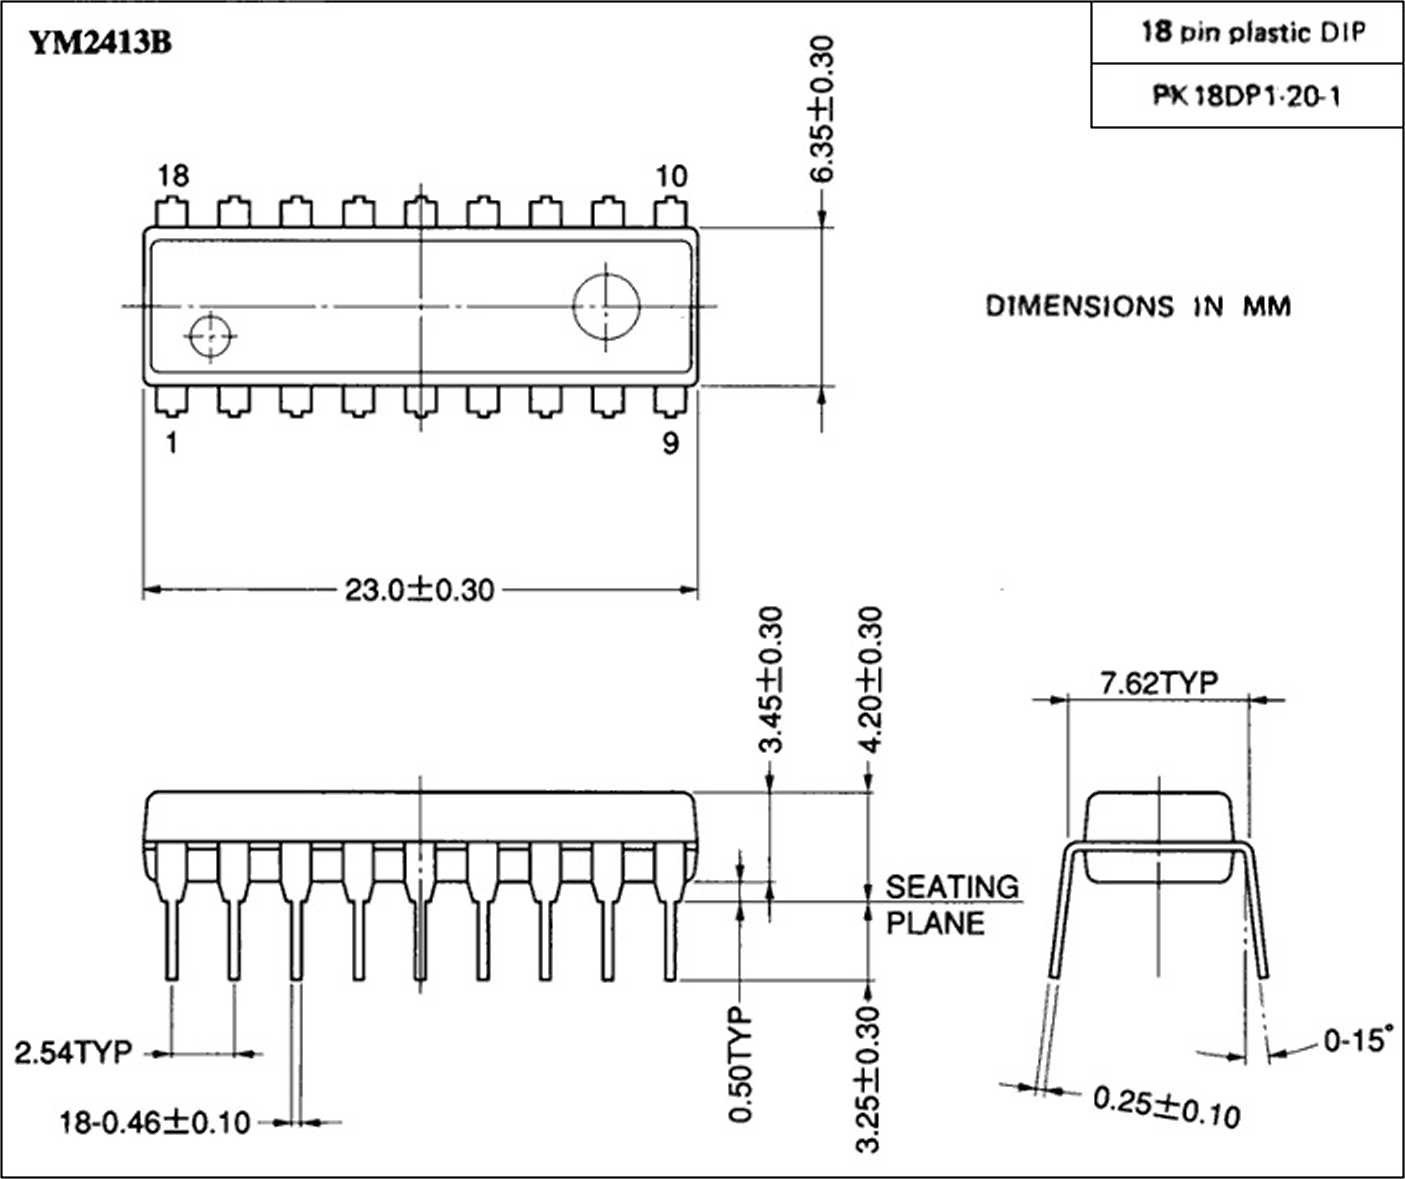 YM2413B
18 pin plastic DIP
PK18DP1-20-1
6.35±0.30
18
10
DIMENSIONS IN MM
1
9
23.0±0.30
3.45±0.30
4.20±0.30
7.62TYP
SEATING
PLANE
2.54TYP
18-0.46±0.10
0.50TYP
3.25±0.30
0-15°
0.25±0.10